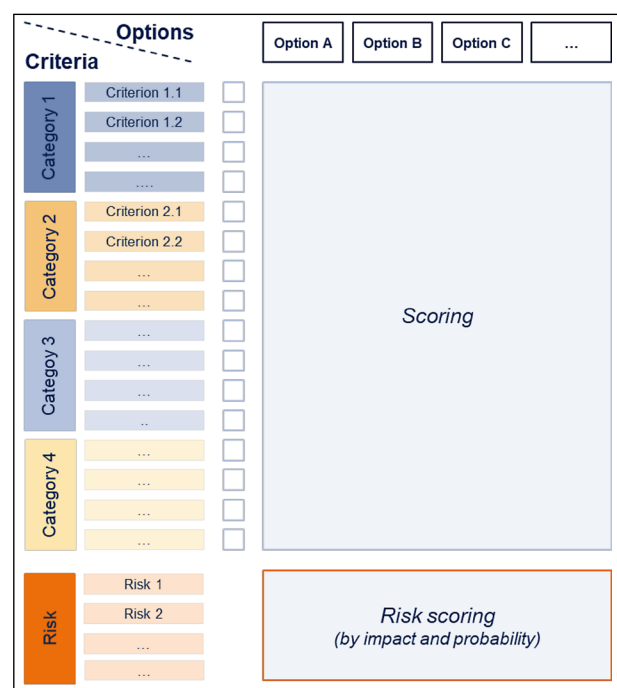 Options
Criteria
Option A
Option B
Option C
...
Category 1
Criterion 1.1
Criterion 1.2
...
....
Category 2
Criterion 2.1
Criterion 2.2
...
...
Categoy 3
...
...
...
..
Category 4
...
...
...
...
Scoring
Risk
Risk 1
Risk 2
...
...
Risk scoring
(by impact and probability)